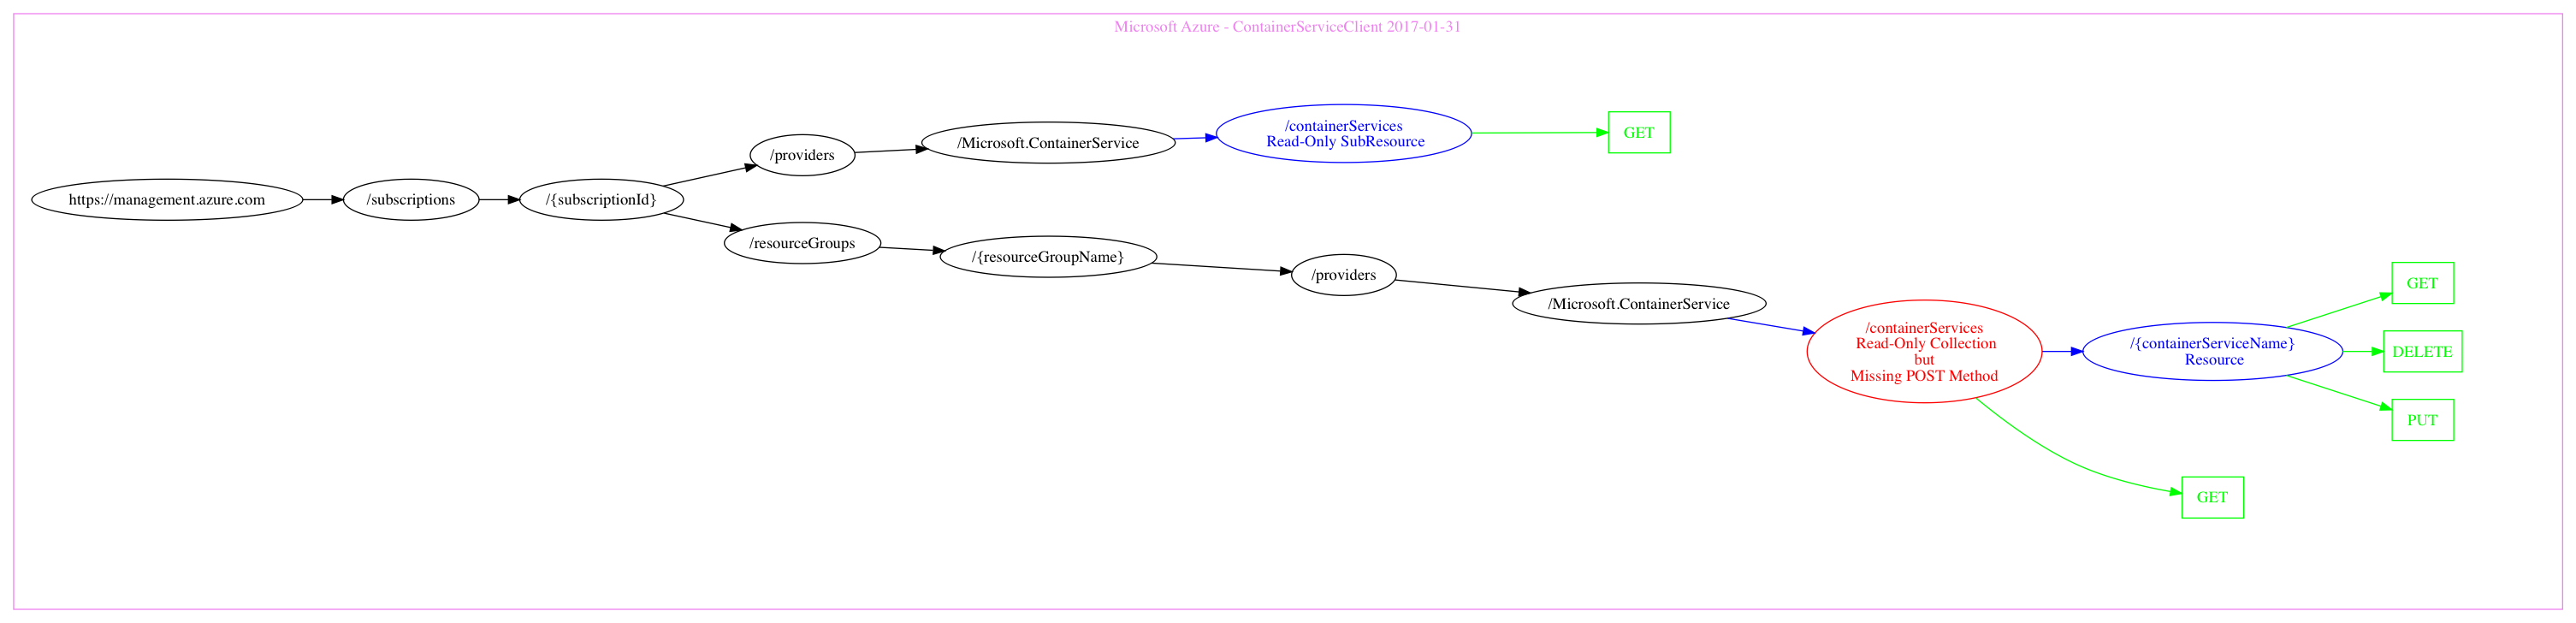 Microsoft Azure - ContainerServiceClient 2017-01-31
https://management.azure.com
/subscriptions
/{subscriptionId}
/providers
/Microsoft.ContainerService
/containerServices
Read-Only SubResource
GET
/resourceGroups
/{resourceGroupName}
/providers
/Microsoft.ContainerService
/containerServices
Read-Only Collection
but
Missing POST Method
/{containerServiceName}
Resource
GET
DELETE
PUT
GET